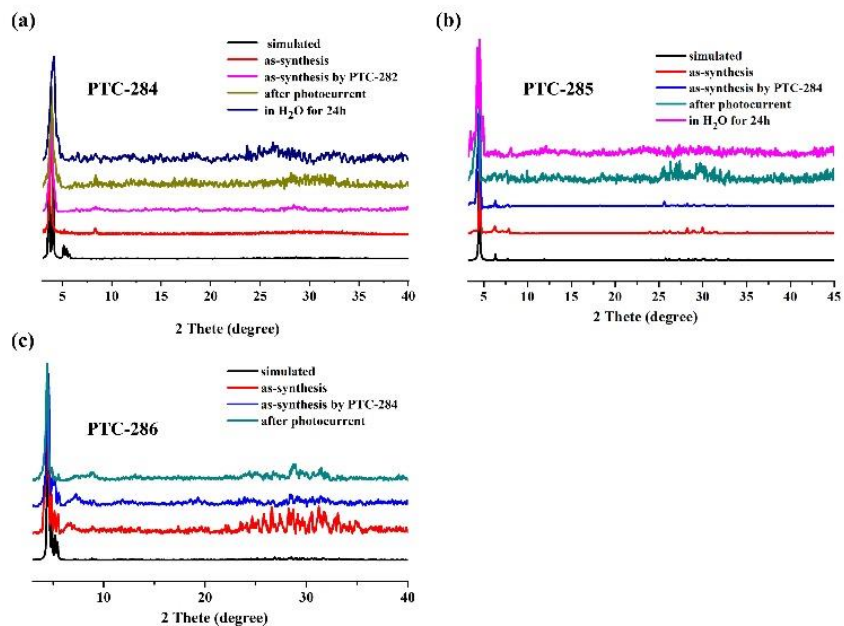 (a)
PTC-284
simulated
as-synthesis
as-synthesis by PTC-282
after photocurrent
in H₂O for 24h
5 10 15 20 25 30 35 40
2 Thete (degree)
(b)
PTC-285
simulated
as-synthesis
as-synthesis by PTC-284
after photocurrent
in H₂O for 24h
5 10 15 20 25 30 35 40 45
2 Thete (degree)
(c)
PTC-286
simulated
as-synthesis
as-synthesis by PTC-284
after photocurrent
10 20 30 40
2 Thete (degree)